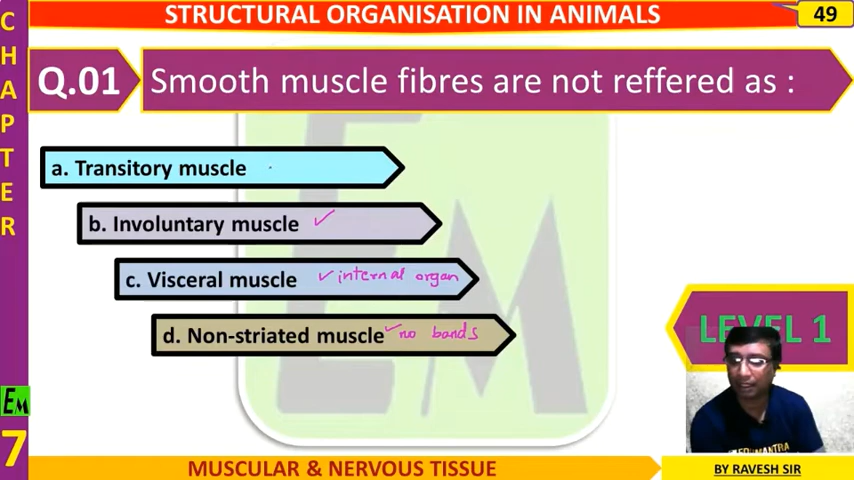 STRUCTURAL ORGANISATION IN ANIMALS
49
CHAPTER
Q.01
Smooth muscle fibres are not reffered as :
a. Transitory muscle
b. Involuntary muscle ✓
c. Visceral muscle ✓ internal organ
d. Non-striated muscle ✓ no bands
EM
LEVEL 1
EM
7
MUSCULAR & NERVOUS TISSUE
BY RAVESH SIR